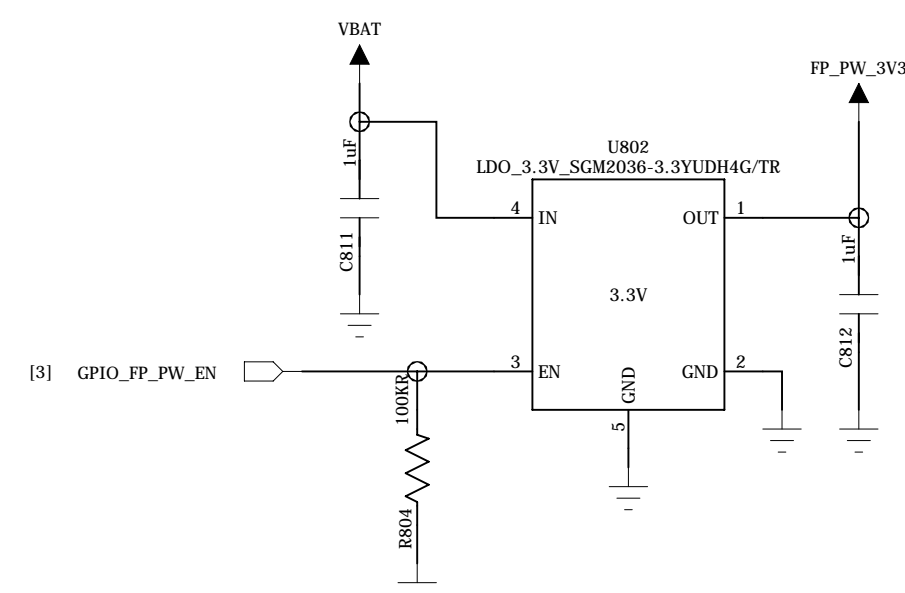 VBAT
FP_PW_3V3
1uF
C811
U802
LDO_3.3V_SGM2036-3.3YUDH4G/TR
4
IN
OUT
1
1uF
C812
3.3V
[3]
GPIO_FP_PW_EN
3
EN
GND
2
GND
5
100KR
R804